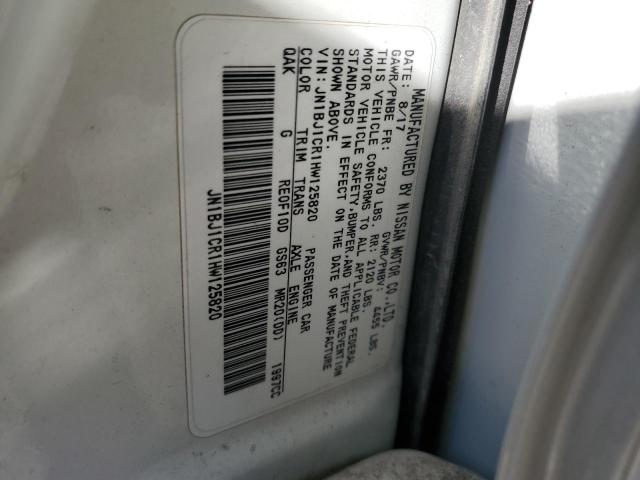 MANUFACTURED BY NISSAN MOTOR CO.,LTD.
DATE: 8/17 GVWR/PNBV: 4455 LBS.
GAWR/PNBE FR: 2370 LBS. RR: 2120 LBS.
THIS VEHICLE CONFORMS TO ALL APPLICABLE FEDERAL
MOTOR VEHICLE SAFETY,BUMPER,AND THEFT PREVENTION
STANDARDS IN EFFECT ON THE DATE OF MANUFACTURE
SHOWN ABOVE.
VIN: JN1BJ1CR1HW125820 PASSENGER CAR
COLOR TRIM TRANS AXLE ENGINE
QAK G RE0F10D GS63 MR20(DD) 1997CC
JN1BJ1CR1HW125820